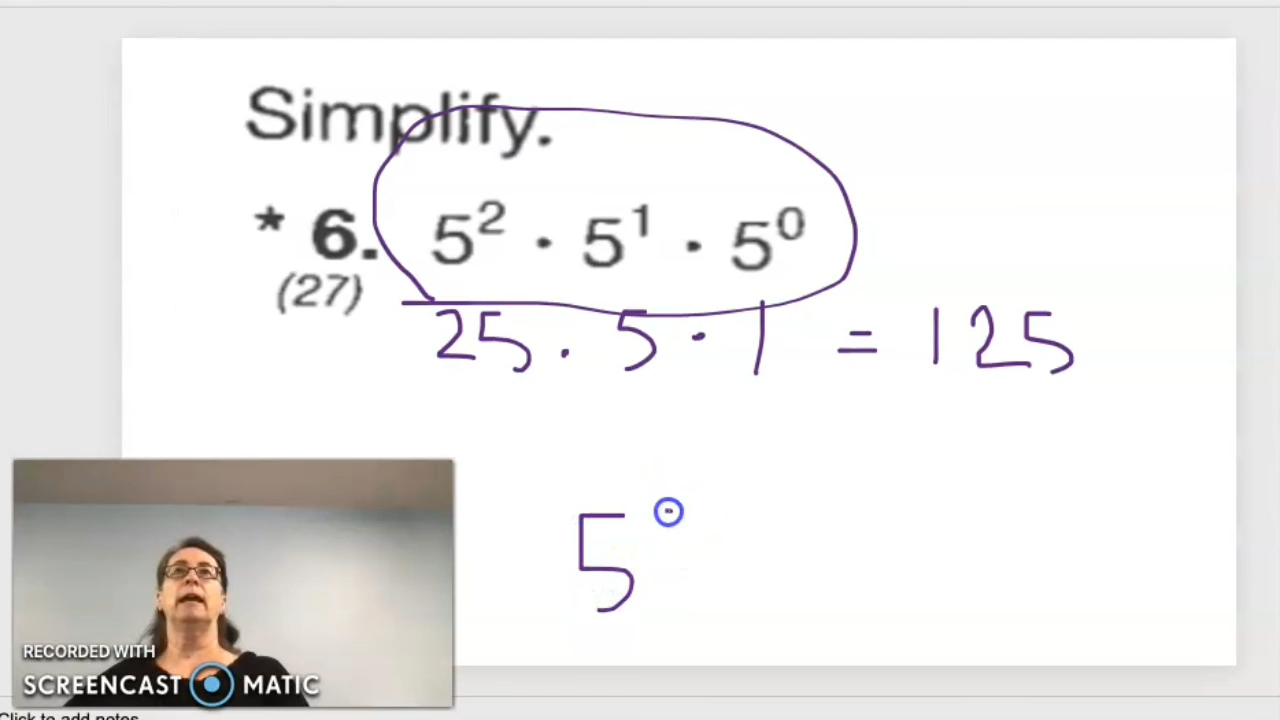 Simplify.
* 6. 5² · 5¹ · 5⁰
(27)
25 · 5 · 1 = 125
5
RECORDED WITH
SCREENCAST MATIC
Click to add notes